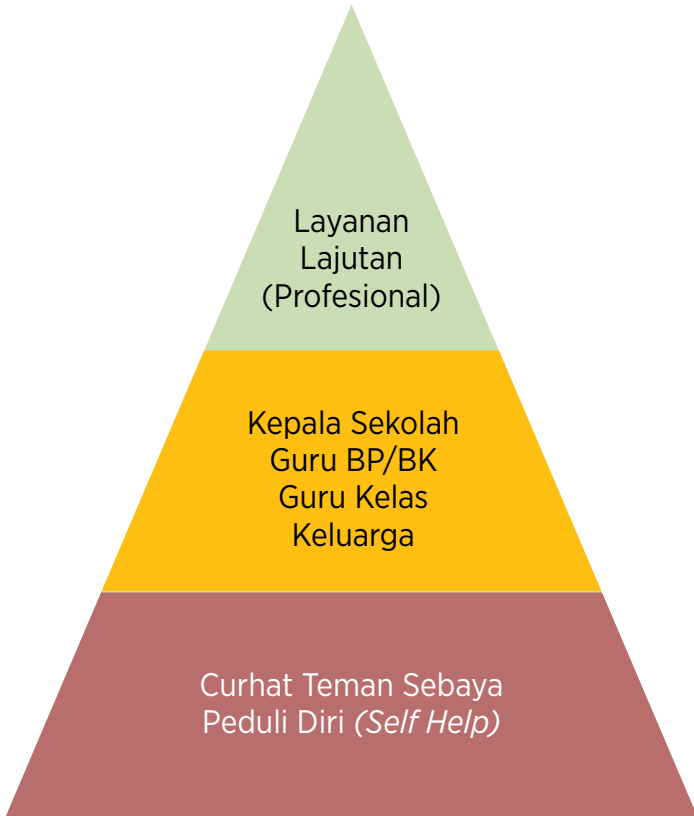 Layanan
Lajutan
(Profesional)
Kepala Sekolah
Guru BP/BK
Guru Kelas
Keluarga
Curhat Teman Sebaya
Peduli Diri (Self Help)